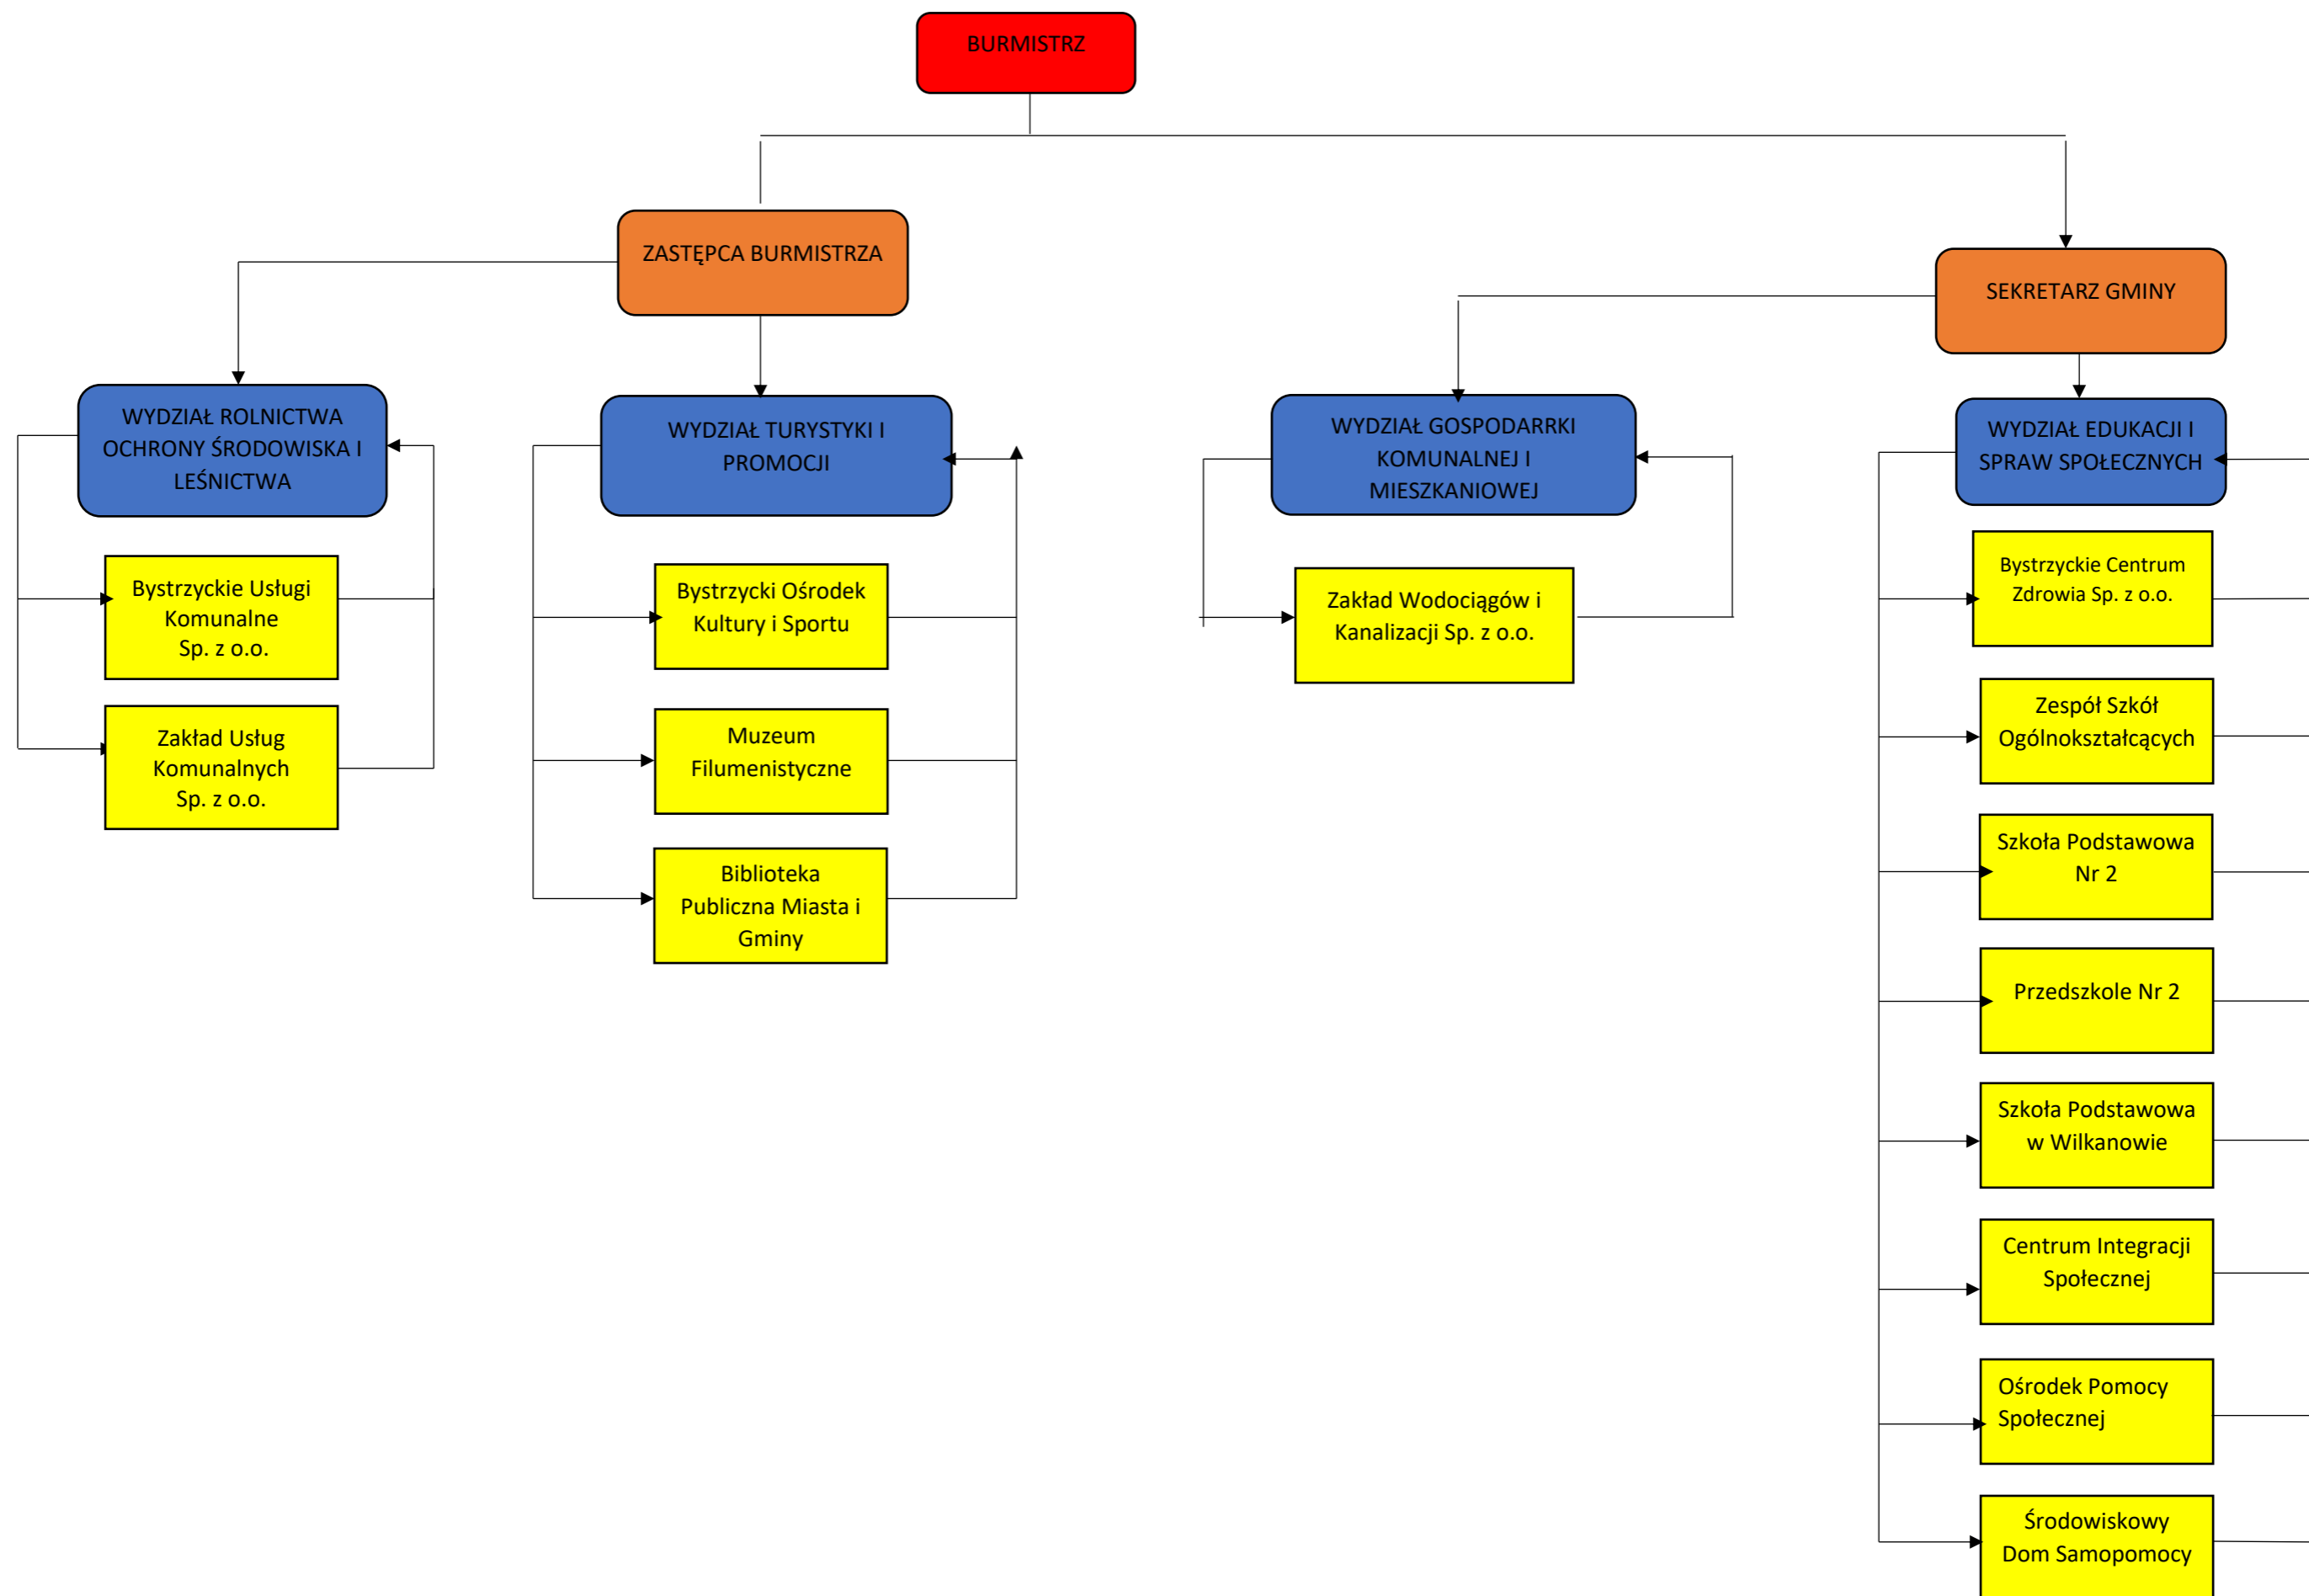 BURMISTRZ
ZASTĘPCA BURMISTRZA
SEKRETARZ GMINY
WYDZIAŁ ROLNICTWA
OCHRONY ŚRODOWISKA I
LEŚNICTWA
WYDZIAŁ TURYSTYKI I
PROMOCJI
WYDZIAŁ GOSPODARRKI
KOMUNALNEJ I
MIESZKANIOWEJ
WYDZIAŁ EDUKACJI I
SPRAW SPOŁECZNYCH
Bystrzyckie Usługi
Komunalne
Sp. z o.o.
Zakład Usług
Komunalnych
Sp. z o.o.
Bystrzycki Ośrodek
Kultury i Sportu
Muzeum
Filumenistyczne
Biblioteka
Publiczna Miasta i
Gminy
Zakład Wodociągów i
Kanalizacji Sp. z o.o.
Bystrzyckie Centrum
Zdrowia Sp. z o.o.
Zespół Szkół
Ogólnokształcących
Szkoła Podstawowa
Nr 2
Przedszkole Nr 2
Szkoła Podstawowa
w Wilkanowie
Centrum Integracji
Społecznej
Ośrodek Pomocy
Społecznej
Środowiskowy
Dom Samopomocy